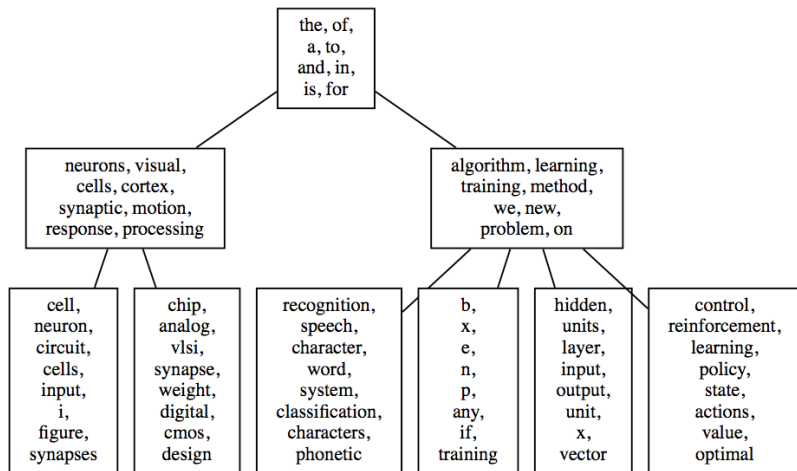 the, of,
a, to,
and, in,
is, for
neurons, visual,
cells, cortex,
synaptic, motion,
response, processing
algorithm, learning,
training, method,
we, new,
problem, on
cell,
neuron,
circuit,
cells,
input,
i,
figure,
synapses
chip,
analog,
vlsi,
synapse,
weight,
digital,
cmos,
design
recognition,
speech,
character,
word,
system,
classification,
characters,
phonetic
b,
x,
e,
n,
p,
any,
if,
training
hidden,
units,
layer,
input,
output,
unit,
x,
vector
control,
reinforcement,
learning,
policy,
state,
actions,
value,
optimal